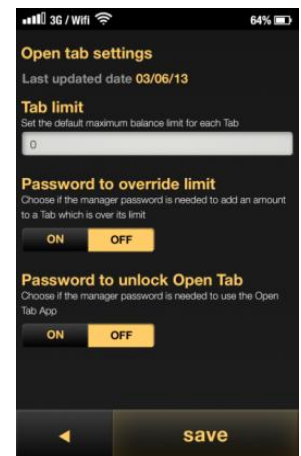 3G / Wifi 64%
Open tab settings
Last updated date 03/06/13
Tab limit
Set the default maximum balance limit for each Tab
0
Password to override limit
Choose if the manager password is needed to add an amount
to a Tab which is over its limit
ON OFF
Password to unlock Open Tab
Choose if the manager password is needed to use the Open
Tab App
ON OFF
save